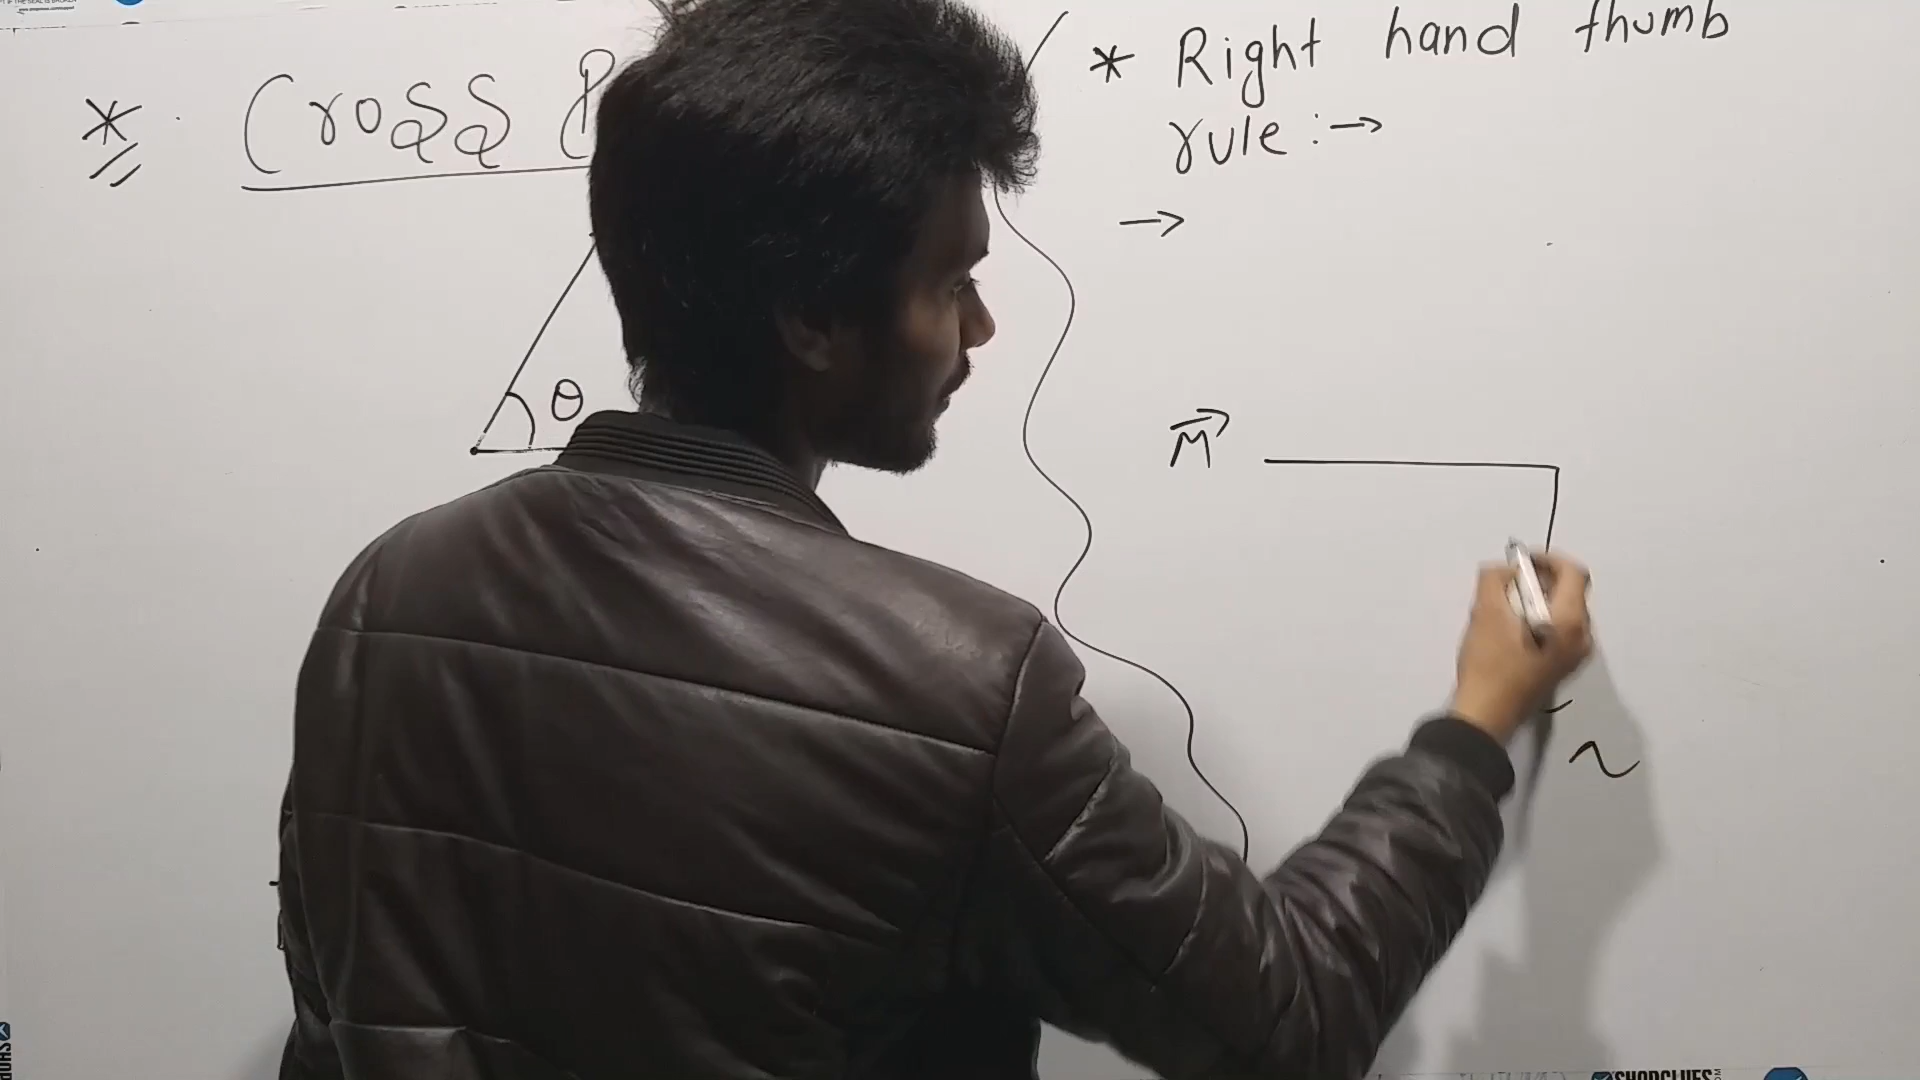 * Cross P
θ
* Right hand thumb
rule :→
→
M⃗
SHOPCLUES